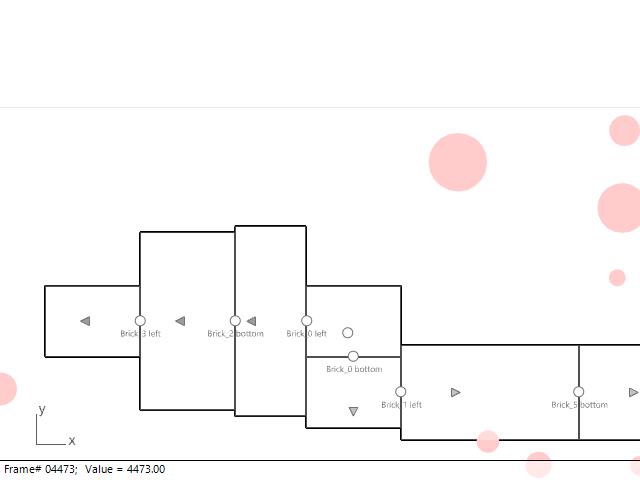 Brick_3 left
Brick_2 bottom
Brick_0 left
Brick_0 bottom
Brick_1 left
Brick_5 bottom
y
x
Frame# 04473; Value = 4473.00